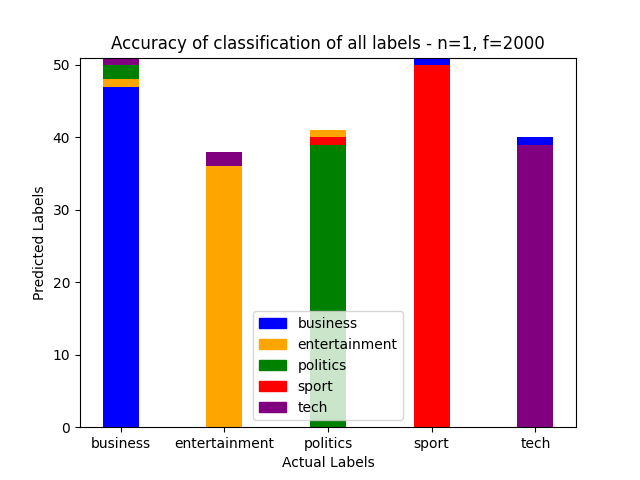 Accuracy of classification of all labels - n=1, f=2000
50
40
30
20
10
0
Predicted Labels
business
entertainment
politics
sport
tech
business entertainment politics sport tech
Actual Labels